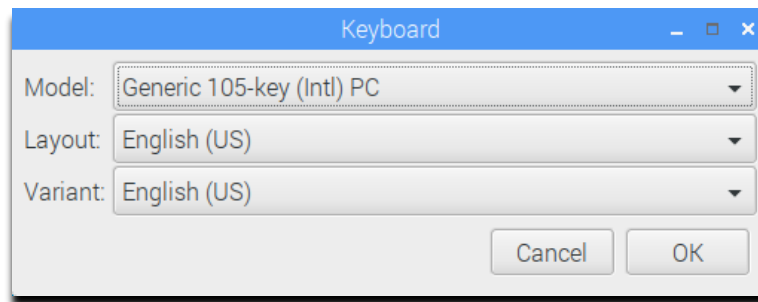 Keyboard
Model: Generic 105-key (Intl) PC
Layout: English (US)
Variant: English (US)
Cancel OK